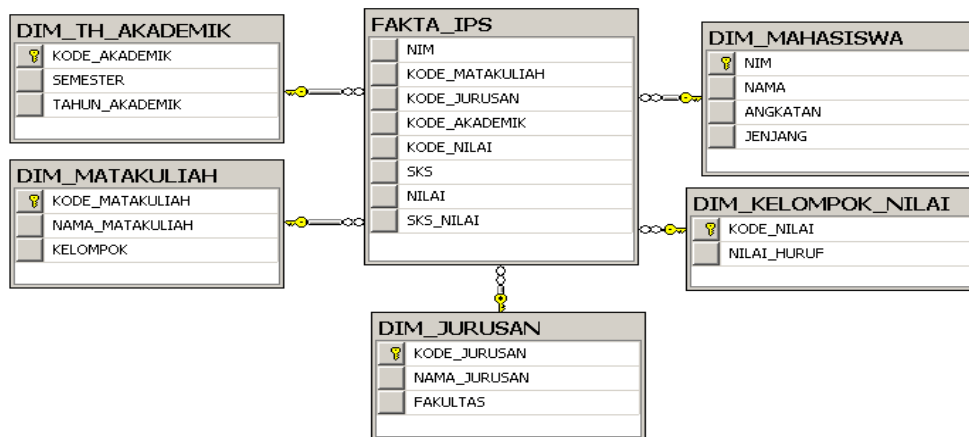 DIM_TH_AKADEMIK
KODE_AKADEMIK
SEMESTER
TAHUN_AKADEMIK
DIM_MATAKULIAH
KODE_MATAKULIAH
NAMA_MATAKULIAH
KELOMPOK
FAKTA_IPS
NIM
KODE_MATAKULIAH
KODE_JURUSAN
KODE_AKADEMIK
KODE_NILAI
SKS
NILAI
SKS_NILAI
DIM_MAHASISWA
NIM
NAMA
ANGKATAN
JENJANG
DIM_KELOMPOK_NILAI
KODE_NILAI
NILAI_HURUF
DIM_JURUSAN
KODE_JURUSAN
NAMA_JURUSAN
FAKULTAS